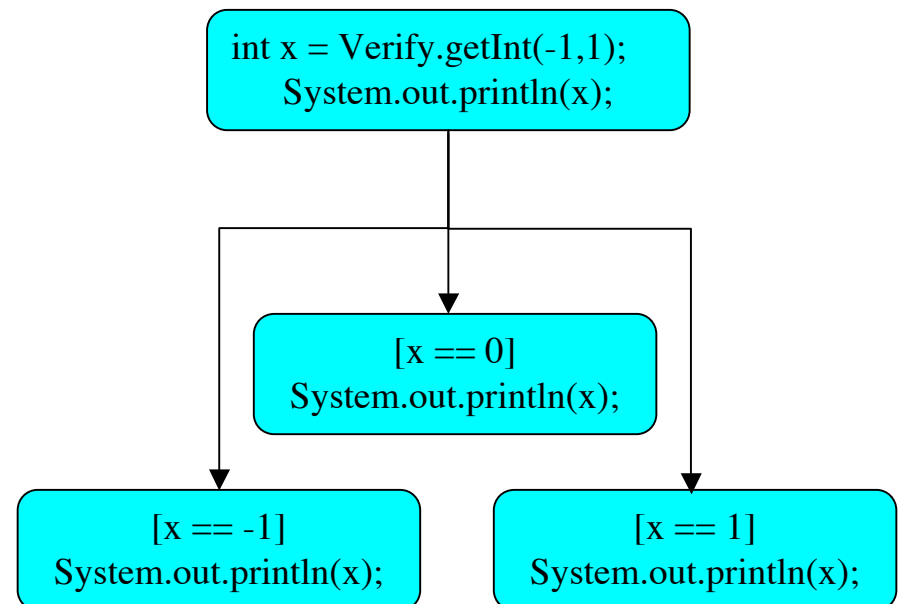 int x = Verify.getInt(-1,1);
System.out.println(x);
[x == 0]
System.out.println(x);
[x == -1]
System.out.println(x);
[x == 1]
System.out.println(x);